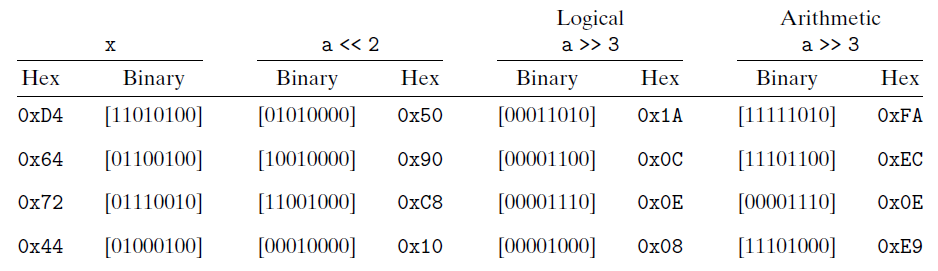 Logical Arithmetic
x a << 2 a >> 3 a >> 3
Hex Binary Binary Hex Binary Hex Binary Hex
0xD4 [11010100] [01010000] 0x50 [00011010] 0x1A [11111010] 0xFA
0x64 [01100100] [10010000] 0x90 [00001100] 0x0C [11101100] 0xEC
0x72 [01110010] [11001000] 0xC8 [00001110] 0x0E [00001110] 0x0E
0x44 [01000100] [00010000] 0x10 [00001000] 0x08 [11101000] 0xE9